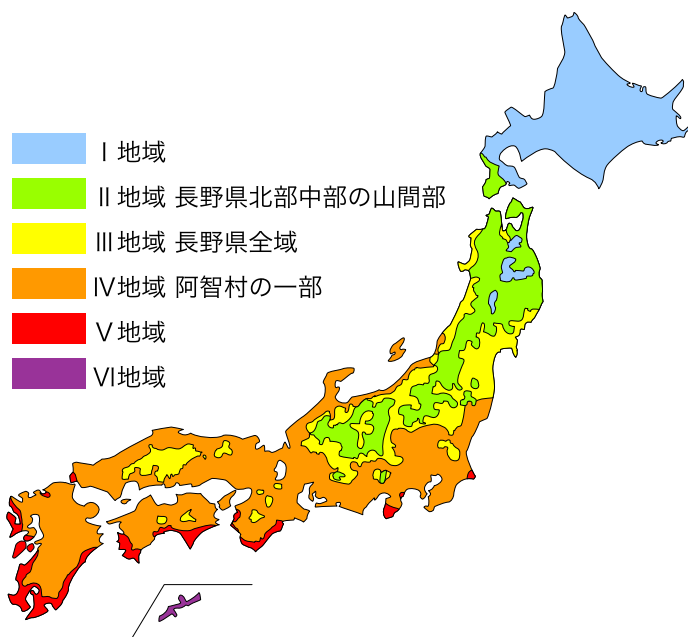 Ⅰ地域
Ⅱ地域 長野県北部中部の山間部
Ⅲ地域 長野県全域
Ⅳ地域 阿智村の一部
Ⅴ地域
Ⅵ地域